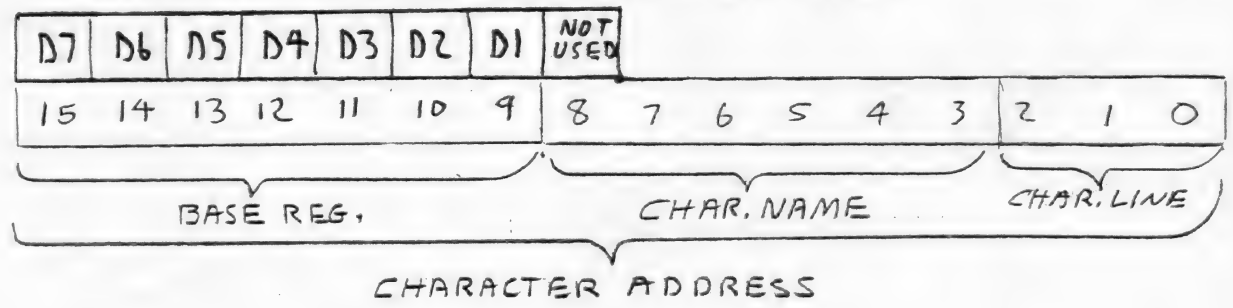 D7 D6 D5 D4 D3 D2 D1 NOT USED
15 14 13 12 11 10 9 8 7 6 5 4 3 2 1 0
BASE REG. CHAR. NAME CHAR. LINE
CHARACTER ADDRESS